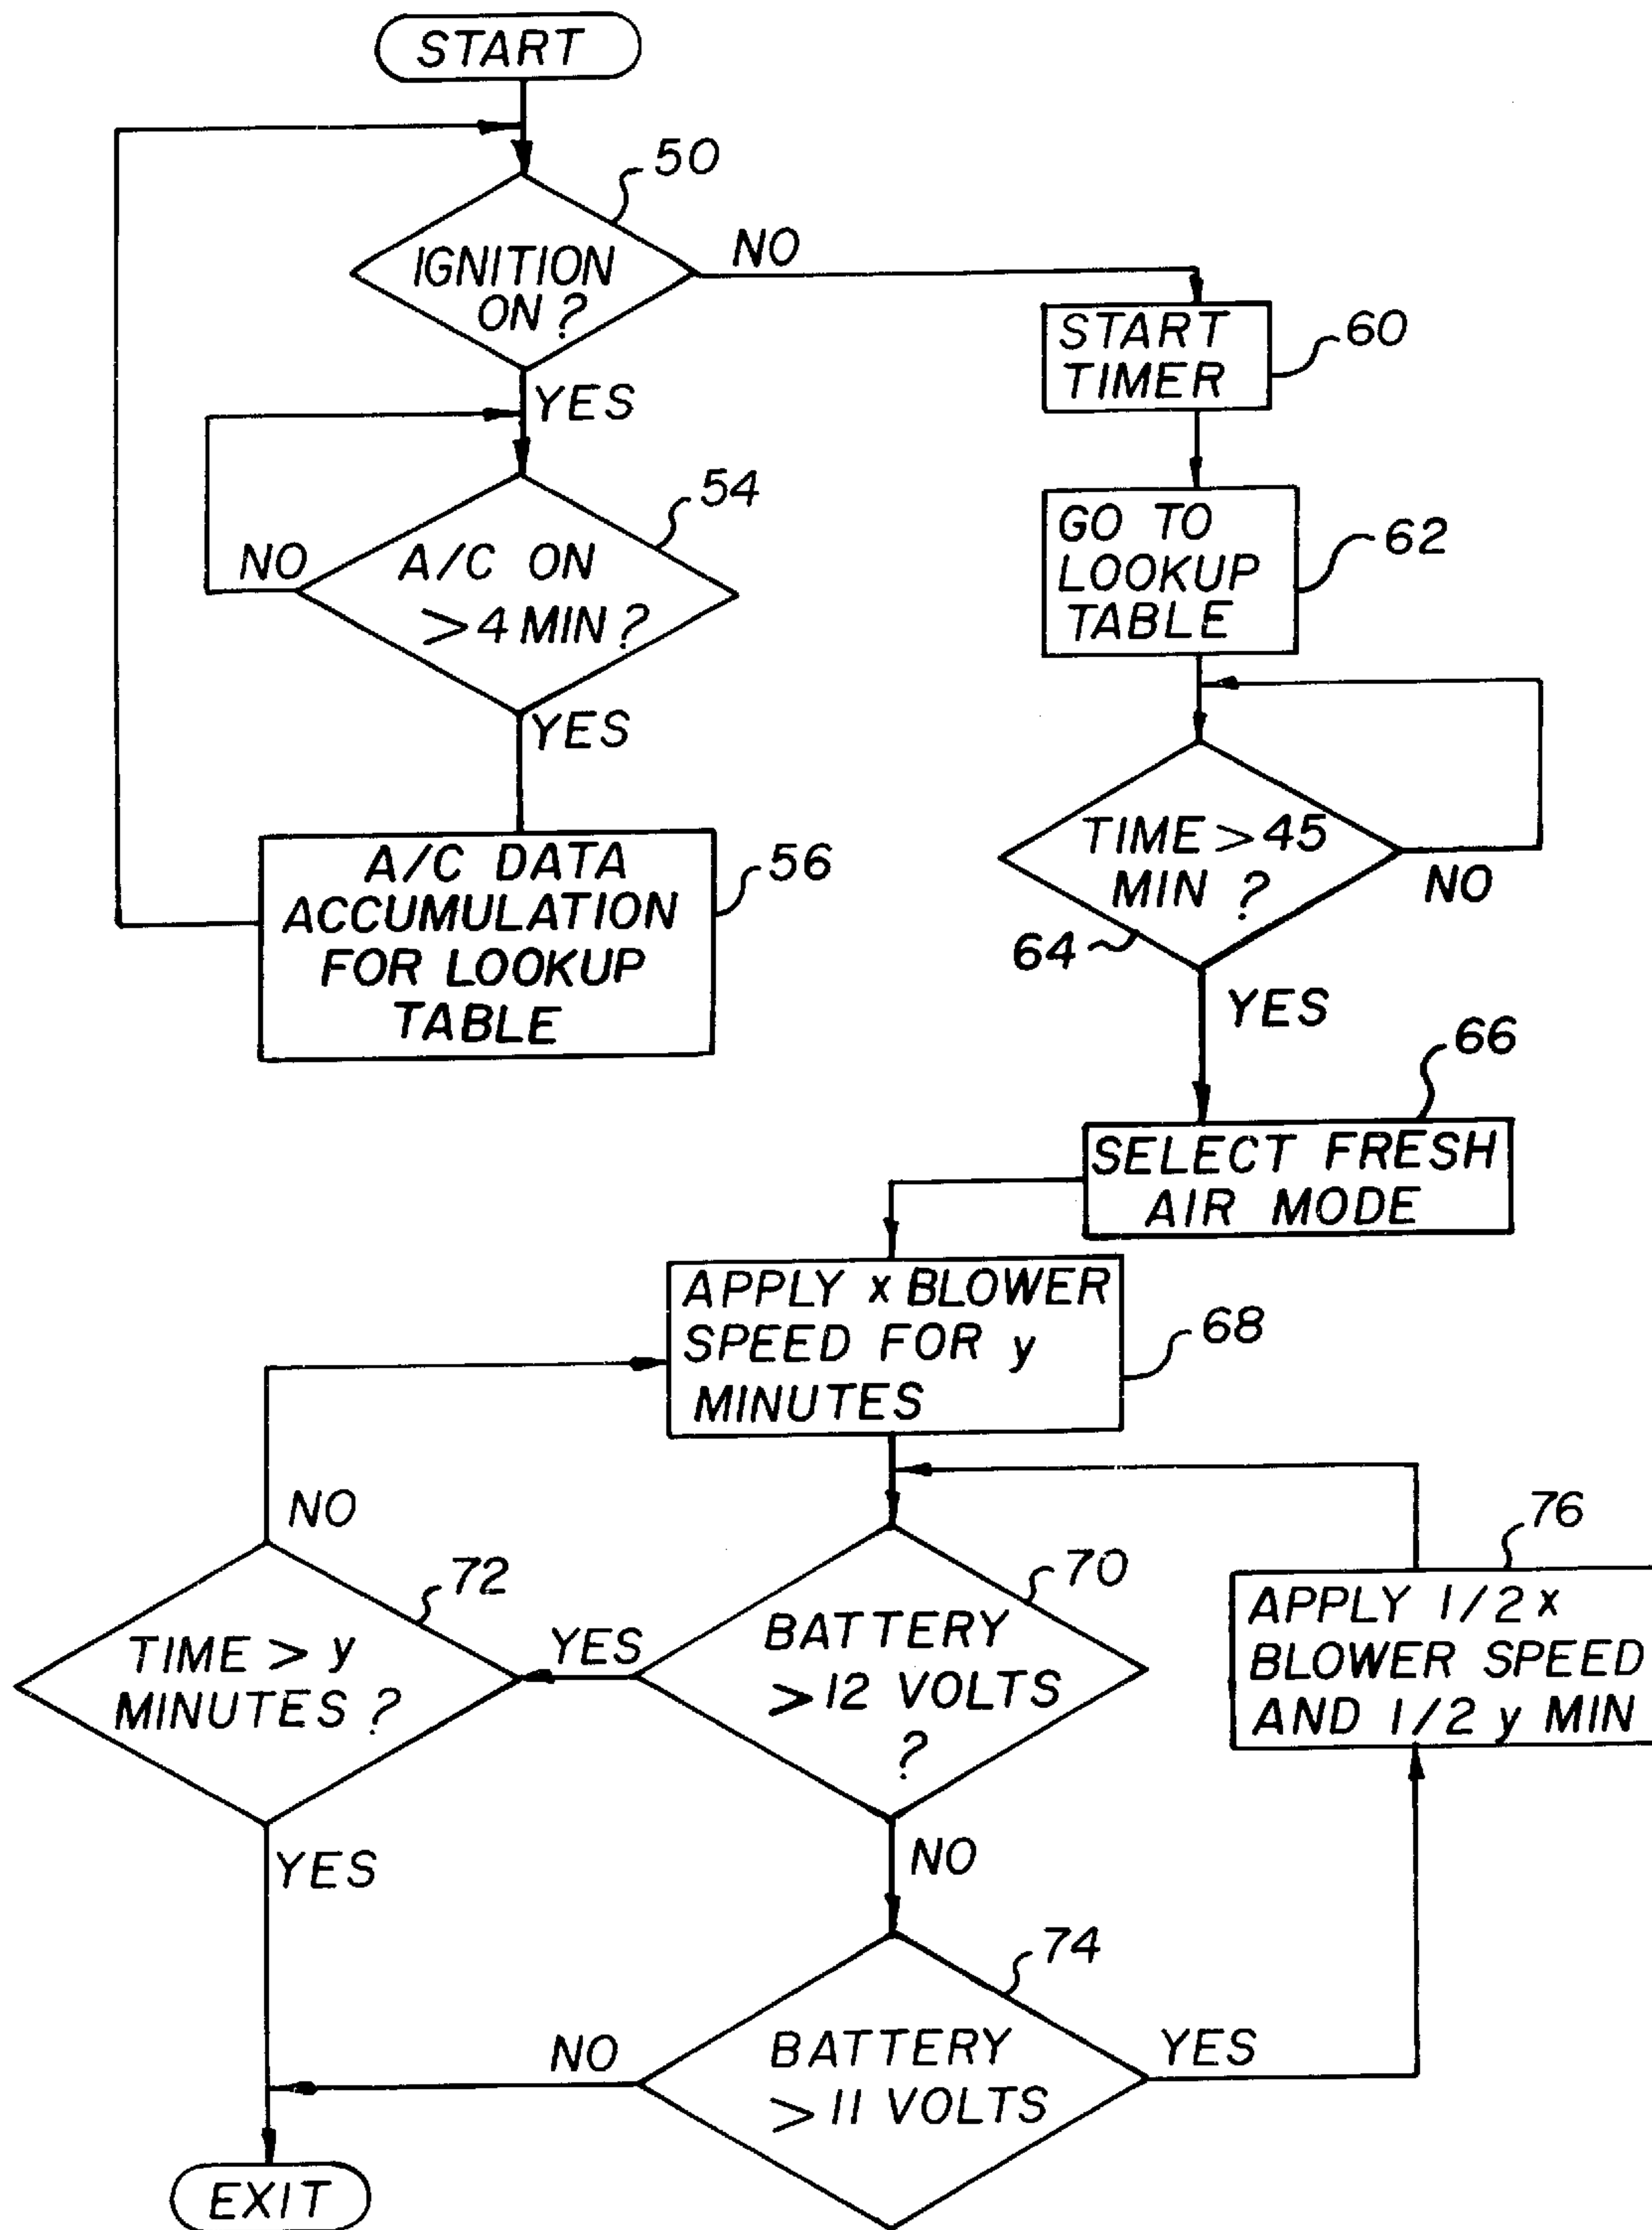 START
50
IGNITION
ON ?
NO
YES
START
TIMER
60
54
A/C ON
>4 MIN ?
NO
YES
GO TO
LOOKUP
TABLE
62
A/C DATA
ACCUMULATION
FOR LOOKUP
TABLE
56
TIME >45
MIN ?
NO
64
YES
66
SELECT FRESH
AIR MODE
APPLY x BLOWER
SPEED FOR y
MINUTES
68
NO
72
TIME > y
MINUTES ?
YES
70
BATTERY
>12 VOLTS
?
YES
NO
76
APPLY 1/2 x
BLOWER SPEED
AND 1/2 y MIN
74
BATTERY
>11 VOLTS
NO
YES
EXIT